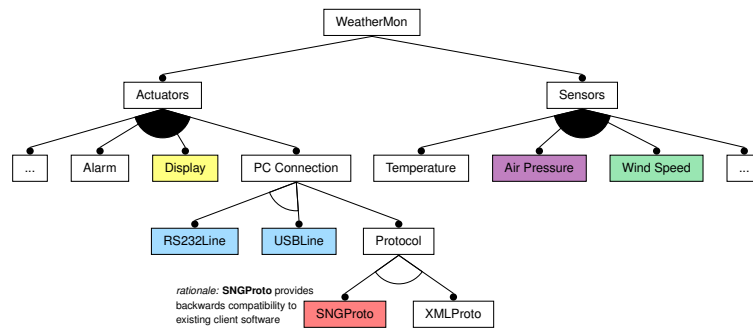 WeatherMon
Actuators
Sensors
...
Alarm
Display
PC Connection
Temperature
Air Pressure
Wind Speed
...
RS232Line
USBLine
Protocol
rationale: SNGProto provides
backwards compatibility to
existing client software
SNGProto
XMLProto